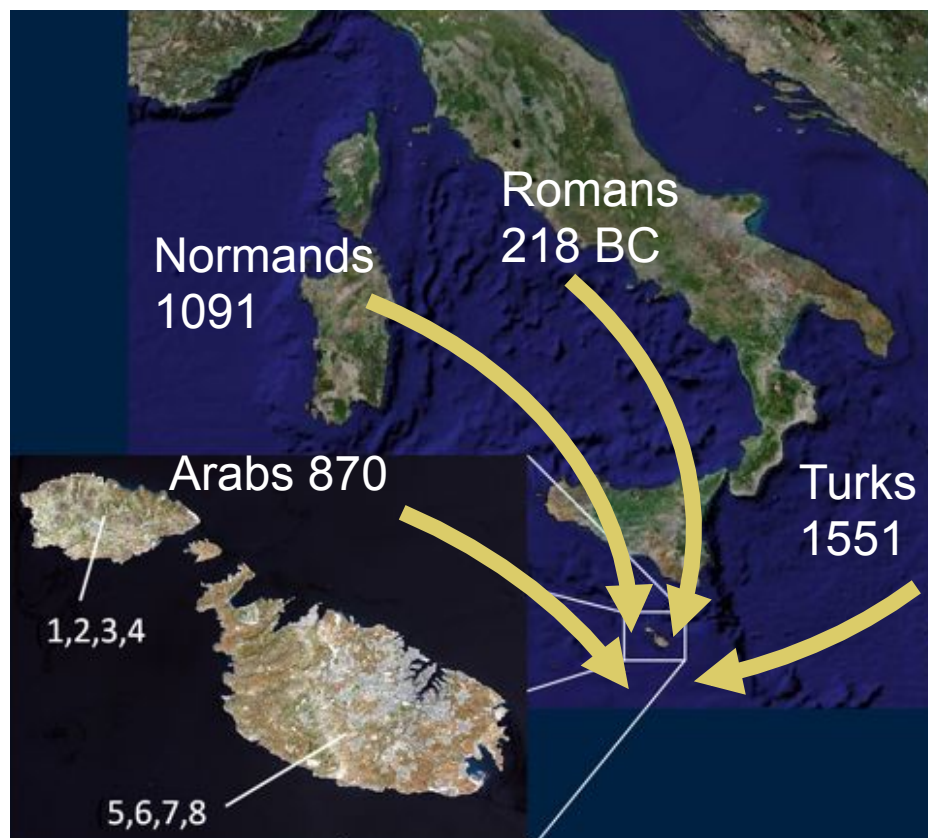 Romans
218 BC
Normands
1091
Arabs 870
Turks
1551
1,2,3,4
5,6,7,8